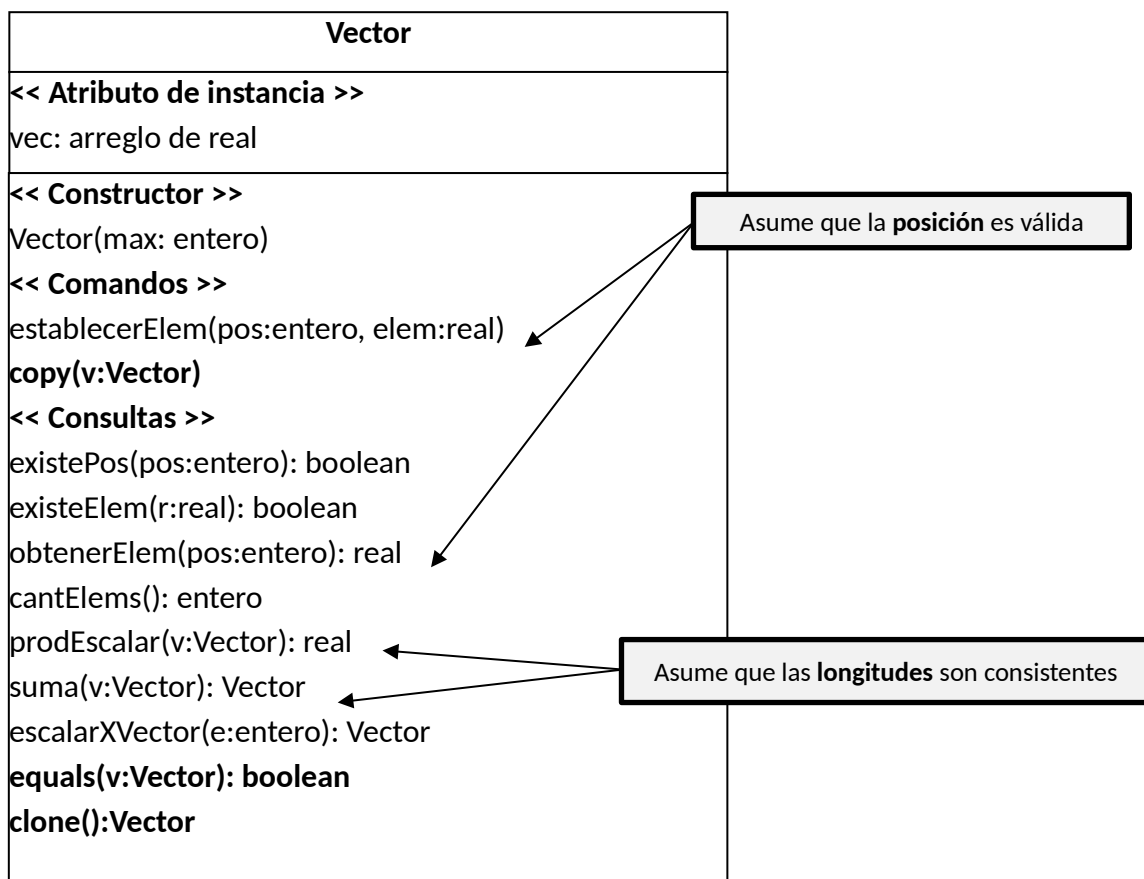 Vector
<< Atributo de instancia >>
vec: arreglo de real
<< Constructor >>
Vector(max: entero)
<< Comandos >>
establecerElem(pos:entero, elem:real)
copy(v:Vector)
<< Consultas >>
existePos(pos:entero): boolean
existeElem(r:real): boolean
obtenerElem(pos:entero): real
cantElems(): entero
prodEscalar(v:Vector): real
suma(v:Vector): Vector
escalarXVector(e:entero): Vector
equals(v:Vector): boolean
clone():Vector
Asume que la posición es válida
Asume que las longitudes son consistentes